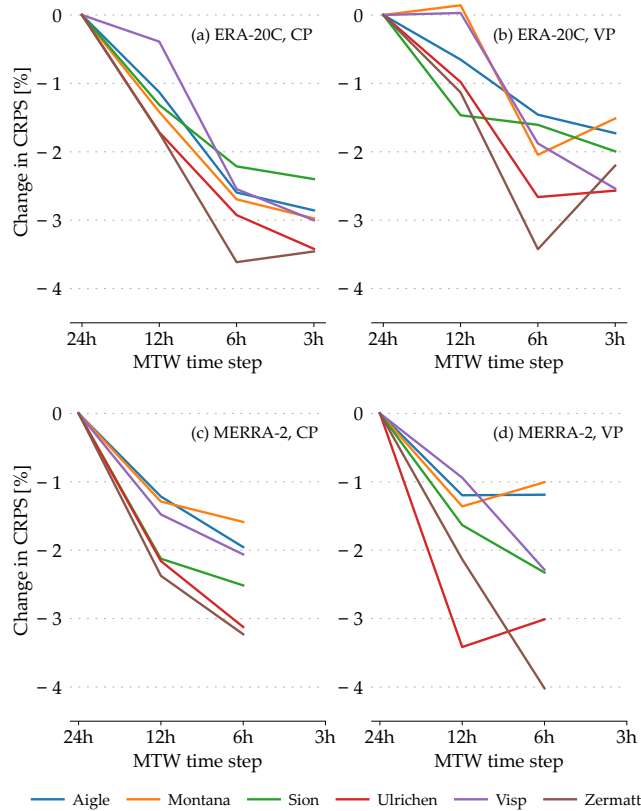 (a) ERA-20C, CP
(b) ERA-20C, VP
Change in CRPS [%]
0
− 1
− 2
− 3
− 4
0
− 1
− 2
− 3
− 4
24h 12h 6h 3h
24h 12h 6h 3h
MTW time step
MTW time step
(c) MERRA-2, CP
(d) MERRA-2, VP
Change in CRPS [%]
0
− 1
− 2
− 3
− 4
0
− 1
− 2
− 3
− 4
24h 12h 6h 3h
24h 12h 6h 3h
MTW time step
MTW time step
Aigle Montana Sion Ulrichen Visp Zermatt